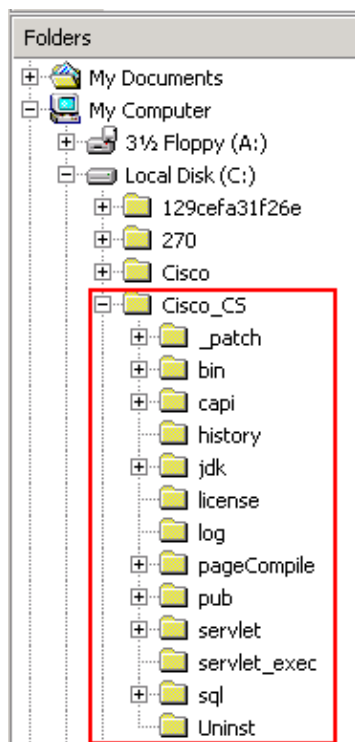 Folders
My Documents
My Computer
3½ Floppy (A:)
Local Disk (C:)
129cefa31f26e
270
Cisco
Cisco_CS
_patch
bin
capi
history
jdk
license
log
pageCompile
pub
servlet
servlet_exec
sql
Uninst